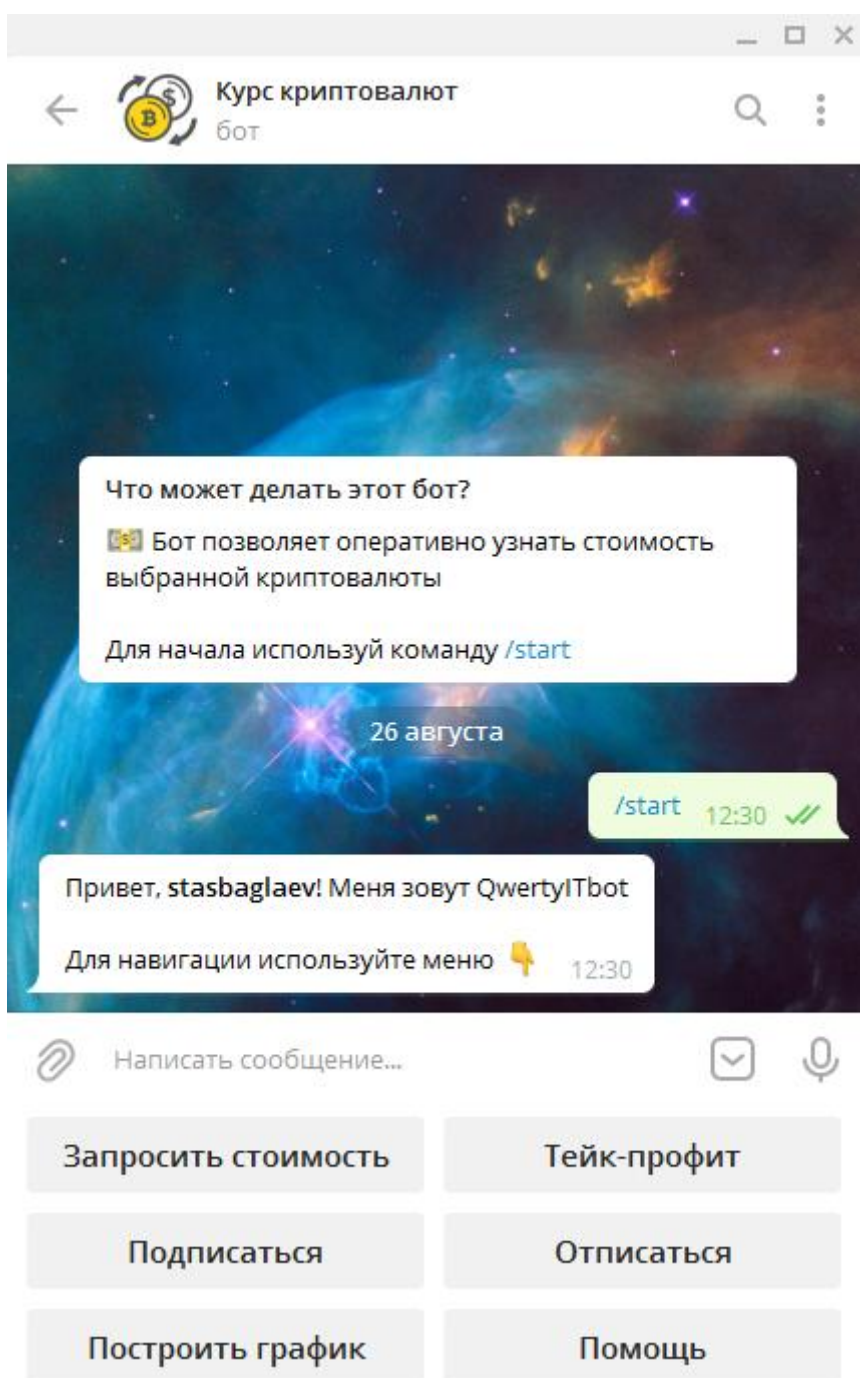 Курс криптовалют
бот
Что может делать этот бот?
💵 Бот позволяет оперативно узнать стоимость
выбранной криптовалюты
Для начала используй команду /start
26 августа
/start 12:30
Привет, stasbaglaev! Меня зовут QwertyITbot
Для навигации используйте меню 👇 12:30
Написать сообщение...
Запросить стоимость
Тейк-профит
Подписаться
Отписаться
Построить график
Помощь